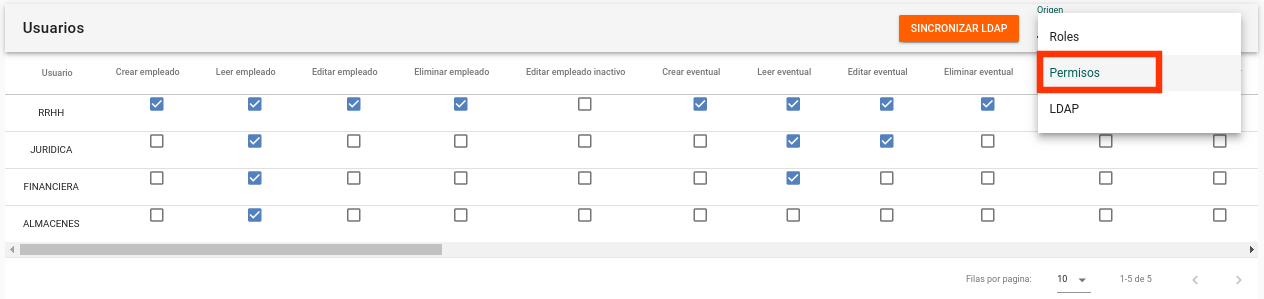 Origen
Usuarios
SINCRONIZAR LDAP
Roles
Permisos
LDAP
Usuario Crear empleado Leer empleado Editar empleado Eliminar empleado Editar empleado inactivo Crear eventual Leer eventual Editar eventual Eliminar eventual
RRHH
JURIDICA
FINANCIERA
ALMACENES
Filas por pagina: 10 1-5 de 5